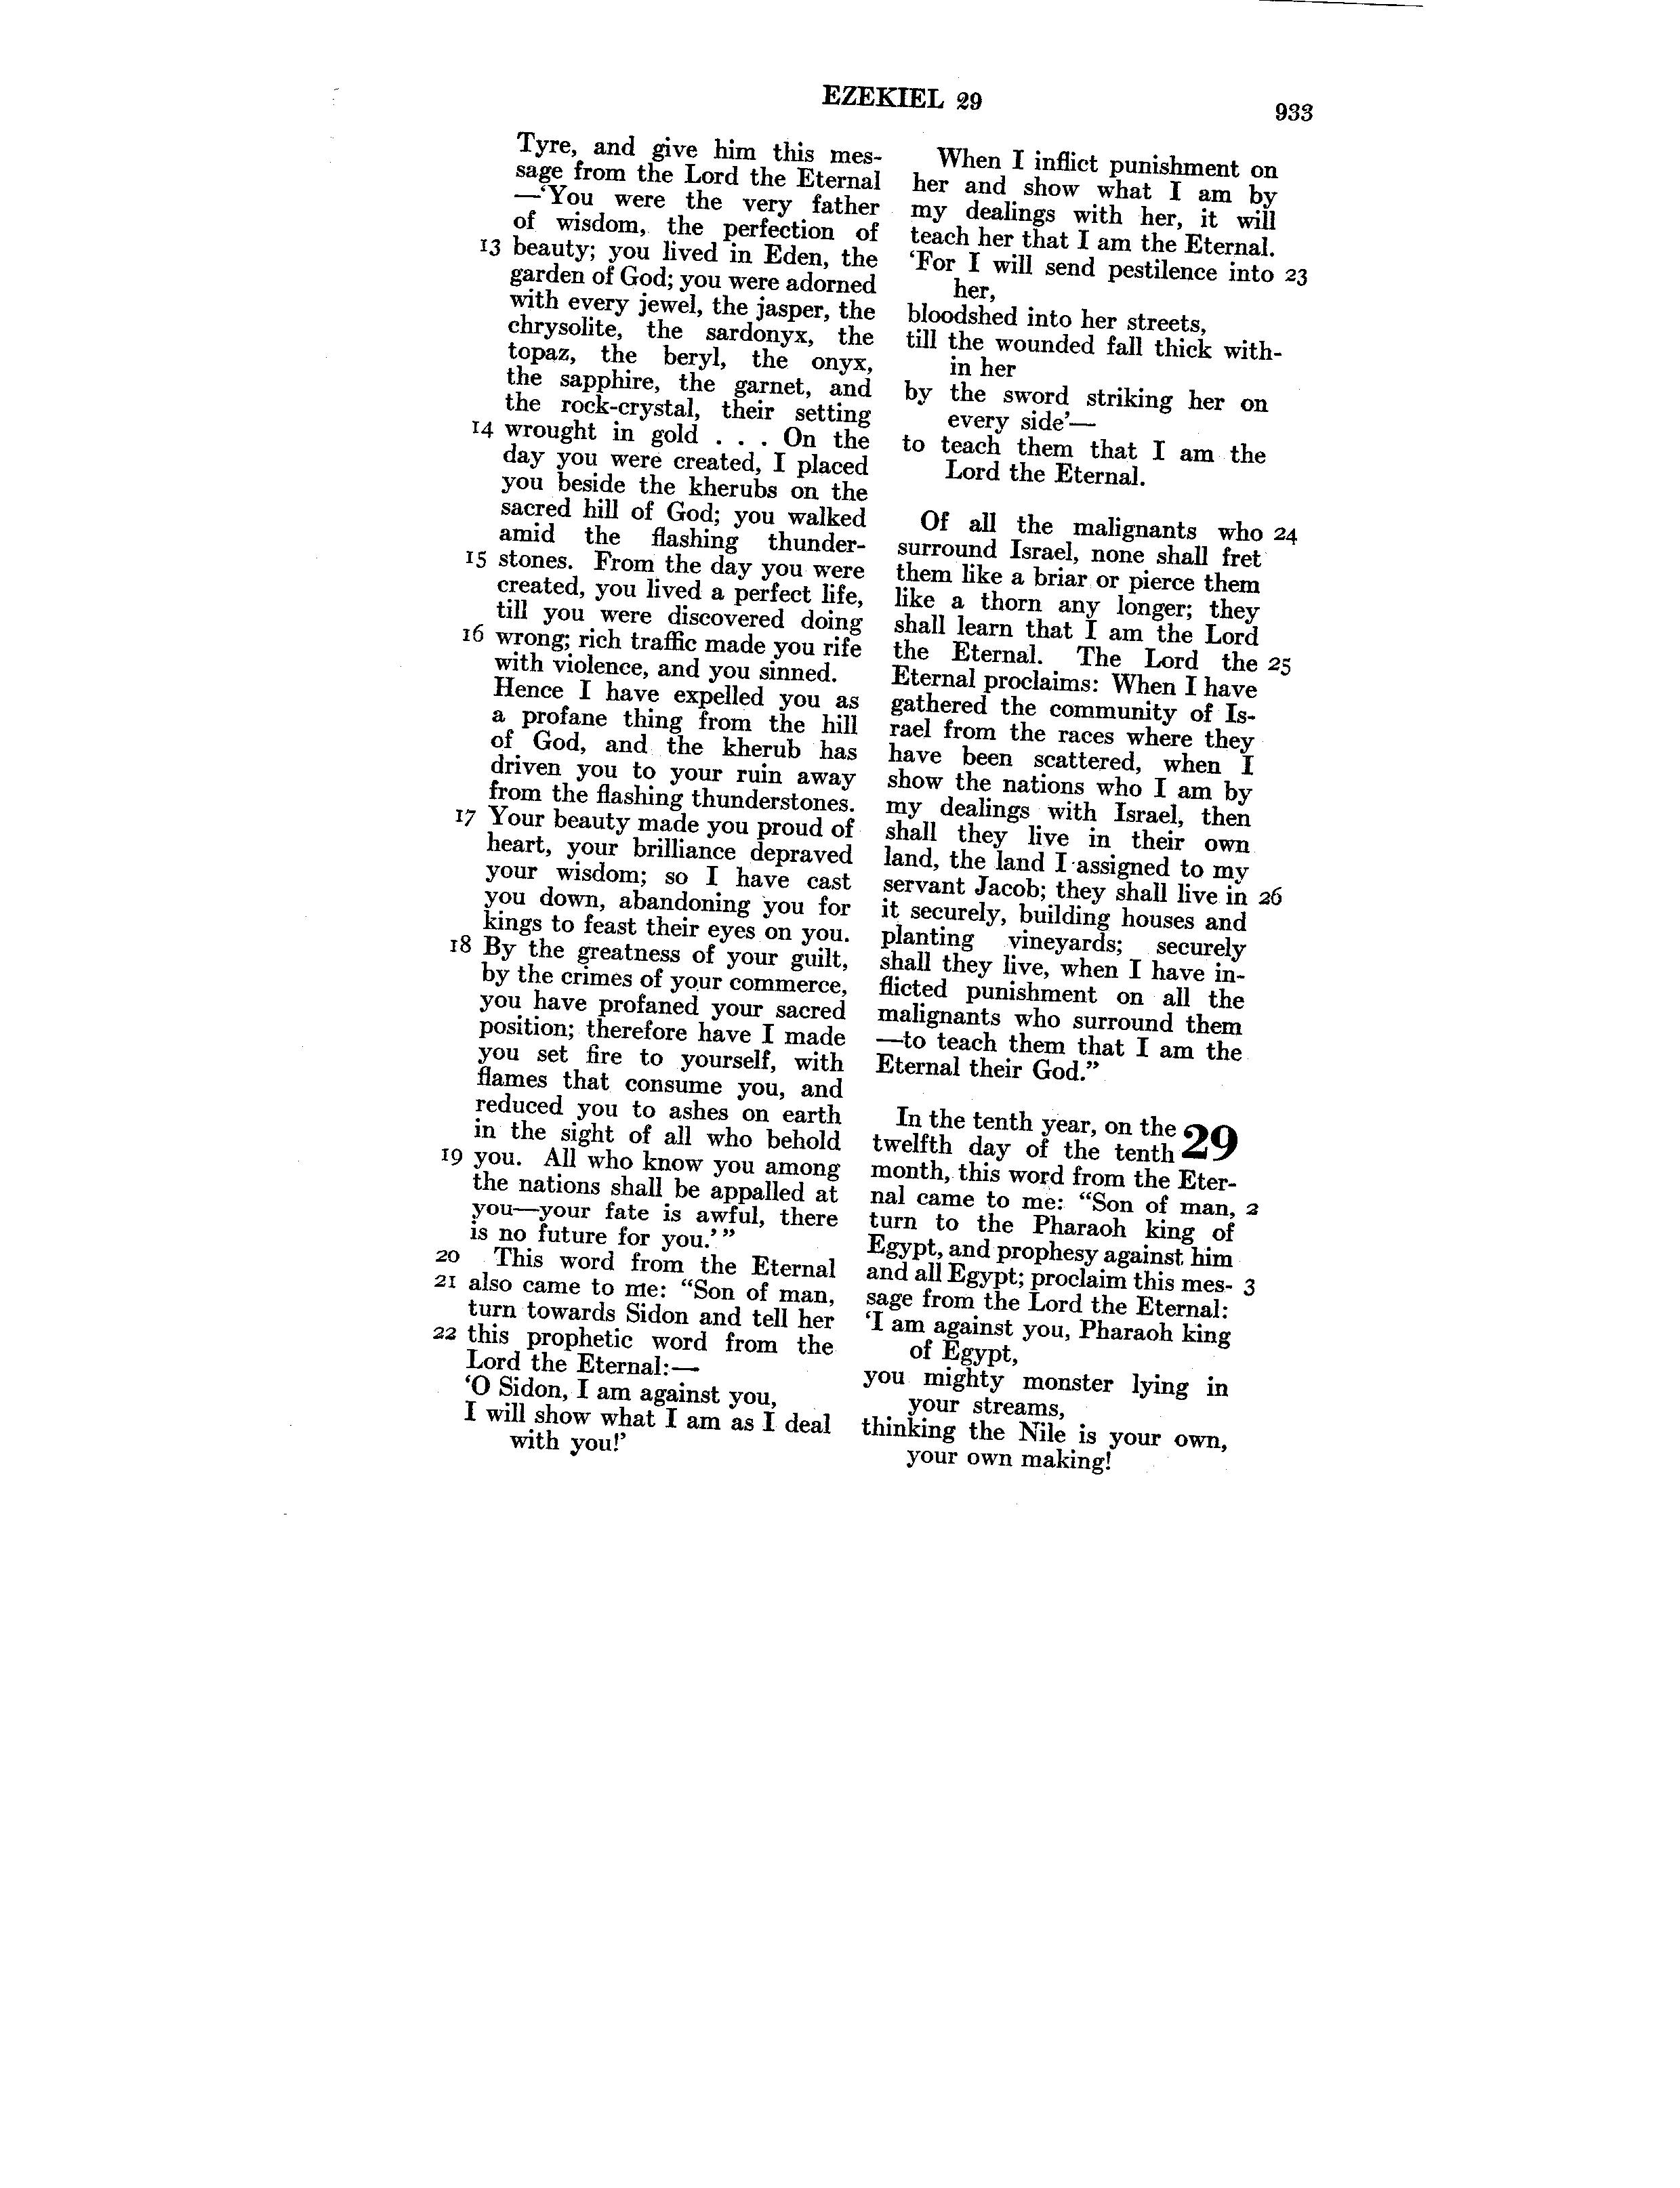 EZEKIEL 29
933
Tyre, and give him this mes-
sage from the Lord the Eternal
—‘You were the very father
of wisdom, the perfection of
13 beauty; you lived in Eden, the
garden of God; you were adorned
with every jewel, the jasper, the
chrysolite, the sardonyx, the
topaz, the beryl, the onyx,
the sapphire, the garnet, and
the rock-crystal, their setting
14 wrought in gold . . . On the
day you were created, I placed
you beside the kherubs on the
sacred hill of God; you walked
amid the flashing thunder-
15 stones. From the day you were
created, you lived a perfect life,
till you were discovered doing
16 wrong; rich traffic made you rife
with violence, and you sinned.
Hence I have expelled you as
a profane thing from the hill
of God, and the kherub has
driven you to your ruin away
from the flashing thunderstones.
17 Your beauty made you proud of
heart, your brilliance depraved
your wisdom; so I have cast
you down, abandoning you for
kings to feast their eyes on you.
18 By the greatness of your guilt,
by the crimes of your commerce,
you have profaned your sacred
position; therefore have I made
you set fire to yourself, with
flames that consume you, and
reduced you to ashes on earth
in the sight of all who behold
19 you. All who know you among
the nations shall be appalled at
you—your fate is awful, there
is no future for you.’”
20 This word from the Eternal
21 also came to me: “Son of man,
turn towards Sidon and tell her
22 this prophetic word from the
Lord the Eternal:—
‘O Sidon, I am against you,
I will show what I am as I deal
with you!’
When I inflict punishment on
her and show what I am by
my dealings with her, it will
teach her that I am the Eternal.
‘For I will send pestilence into 23
her,
bloodshed into her streets,
till the wounded fall thick with-
in her
by the sword striking her on
every side’—
to teach them that I am the
Lord the Eternal.
Of all the malignants who 24
surround Israel, none shall fret
them like a briar or pierce them
like a thorn any longer; they
shall learn that I am the Lord
the Eternal. The Lord the 25
Eternal proclaims: When I have
gathered the community of Is-
rael from the races where they
have been scattered, when I
show the nations who I am by
my dealings with Israel, then
shall they live in their own
land, the land I assigned to my
servant Jacob; they shall live in 26
it securely, building houses and
planting vineyards; securely
shall they live, when I have in-
flicted punishment on all the
malignants who surround them
—to teach them that I am the
Eternal their God.”
In the tenth year, on the 29
twelfth day of the tenth
month, this word from the Eter-
nal came to me: “Son of man, 2
turn to the Pharaoh king of
Egypt, and prophesy against him
and all Egypt; proclaim this mes- 3
sage from the Lord the Eternal:
‘I am against you, Pharaoh king
of Egypt,
you mighty monster lying in
your streams,
thinking the Nile is your own,
your own making!